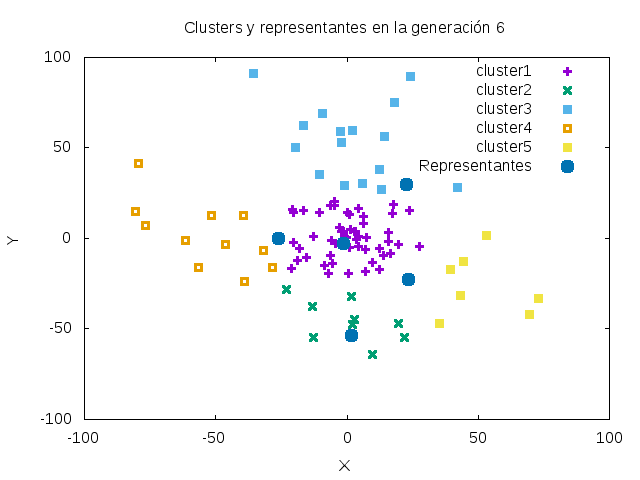 Clusters y representantes en la generación 6
100
50
0
-50
-100
-100
-50
0
50
100
X
Y
cluster1
cluster2
cluster3
cluster4
cluster5
Representantes